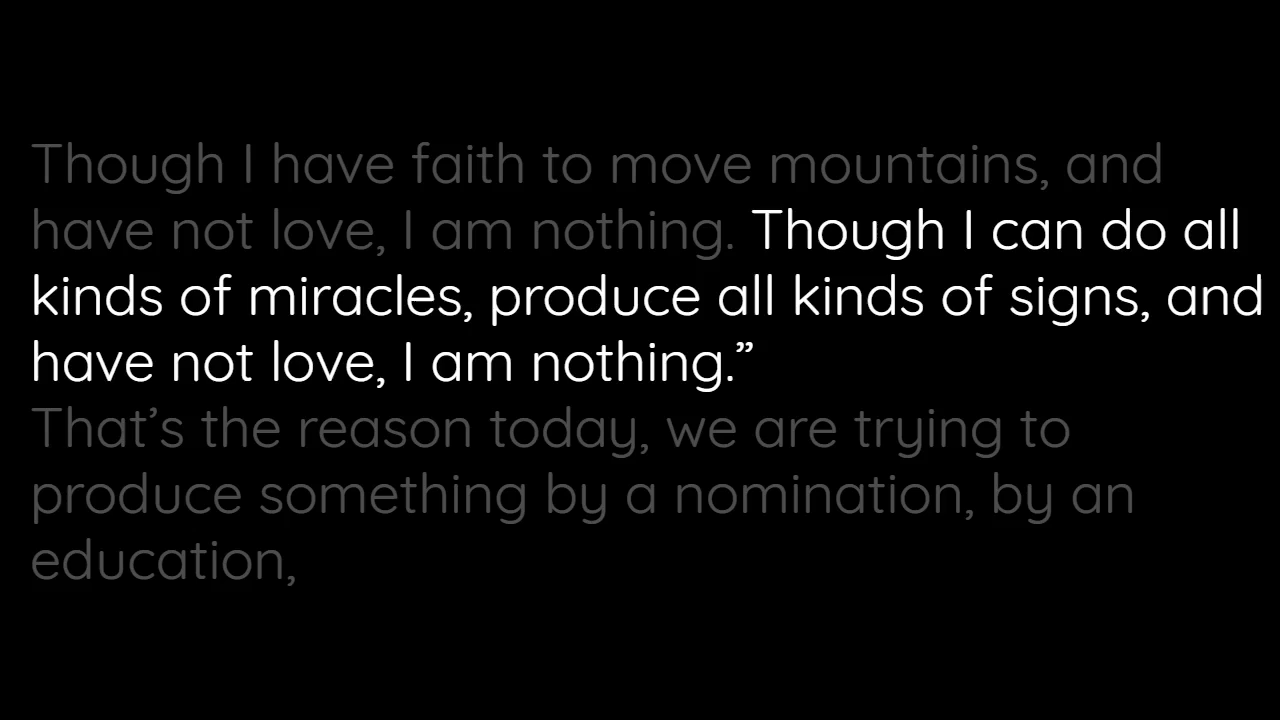 Though I have faith to move mountains, and
have not love, I am nothing. Though I can do all
kinds of miracles, produce all kinds of signs, and
have not love, I am nothing.”
That’s the reason today, we are trying to
produce something by a nomination, by an
education,